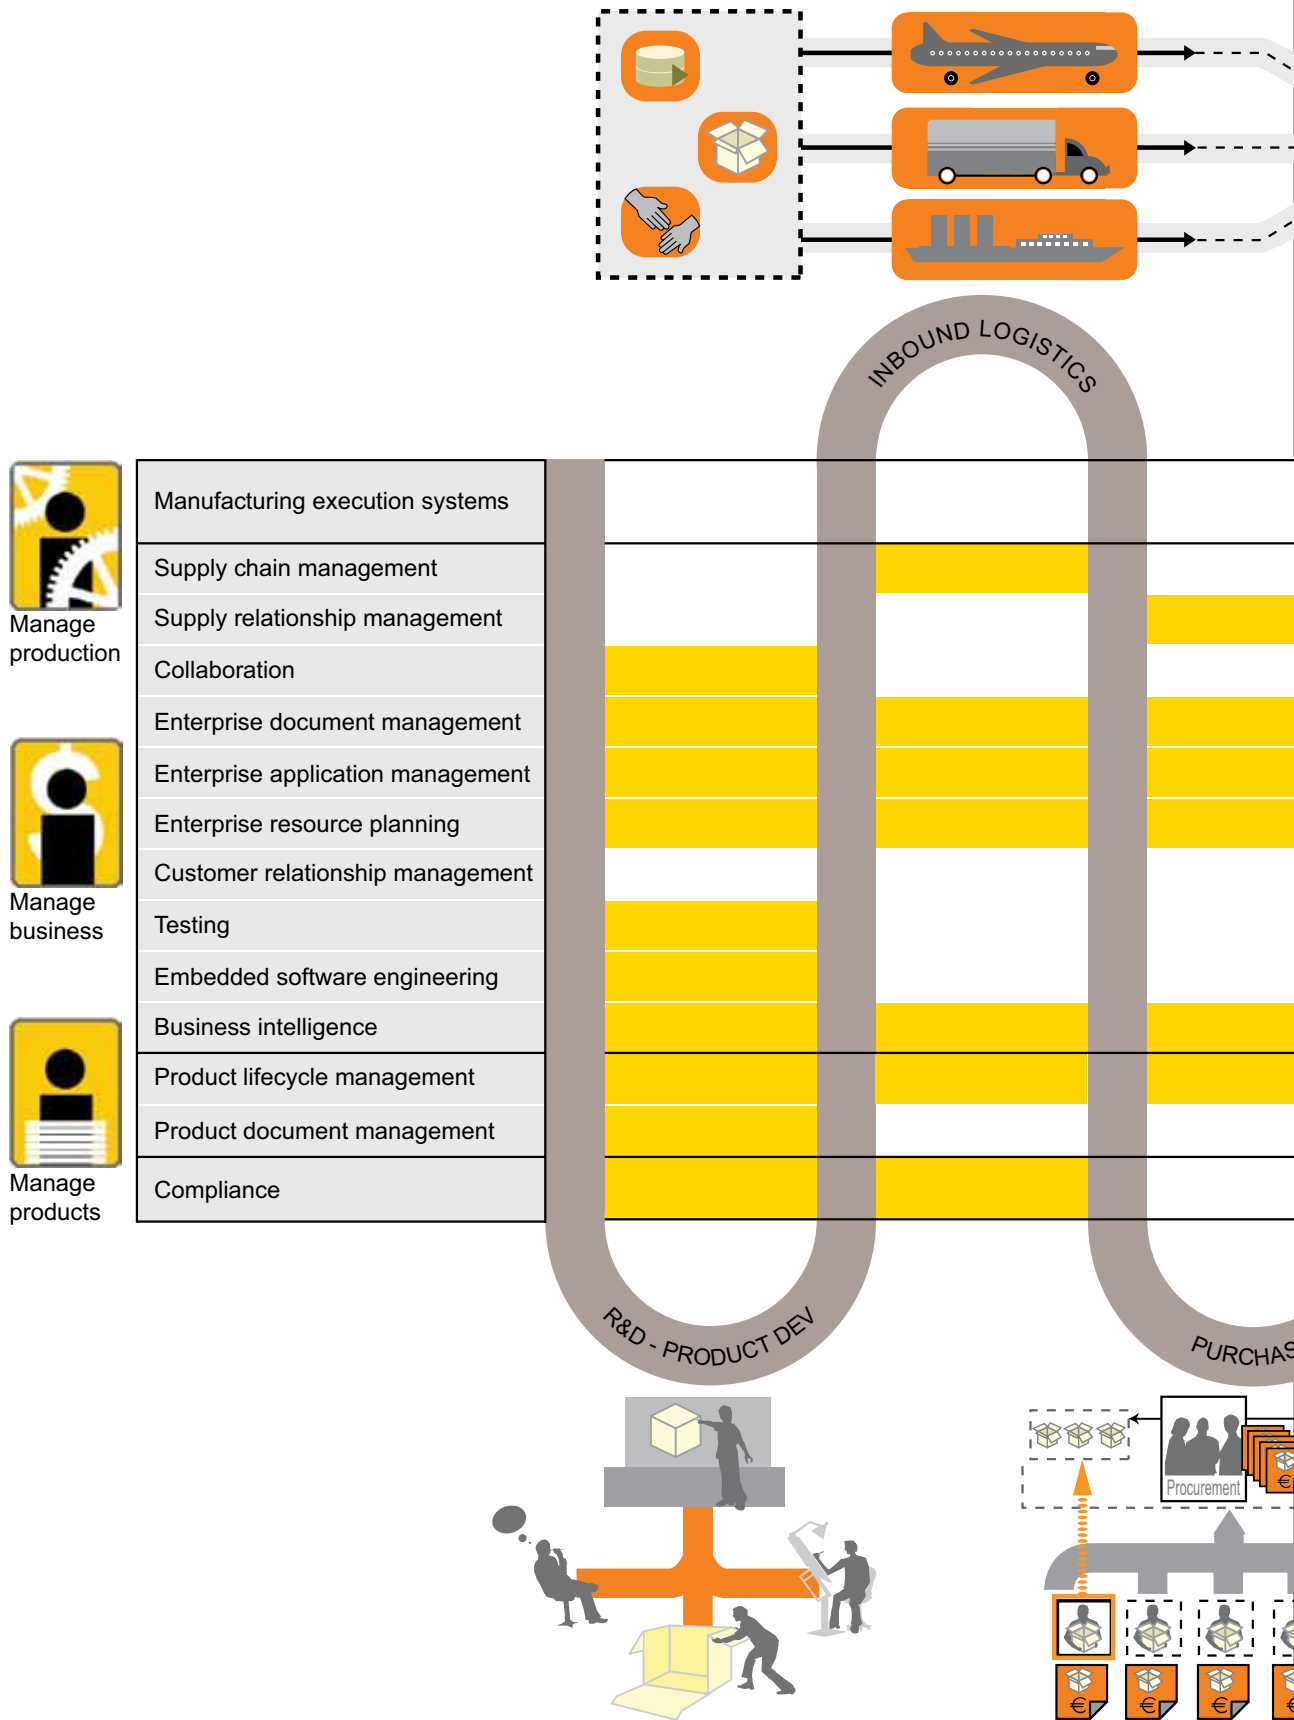 INBOUND LOGISTICS
Manufacturing execution systems
Supply chain management
Supply relationship management
Manage
production
Collaboration
Enterprise document management
Enterprise application management
Enterprise resource planning
Customer relationship management
Manage
business
Testing
Embedded software engineering
Business intelligence
Product lifecycle management
Product document management
Manage
products
Compliance
R&D - PRODUCT DEV
PURCHAS
Procurement
€
€
€
€
€